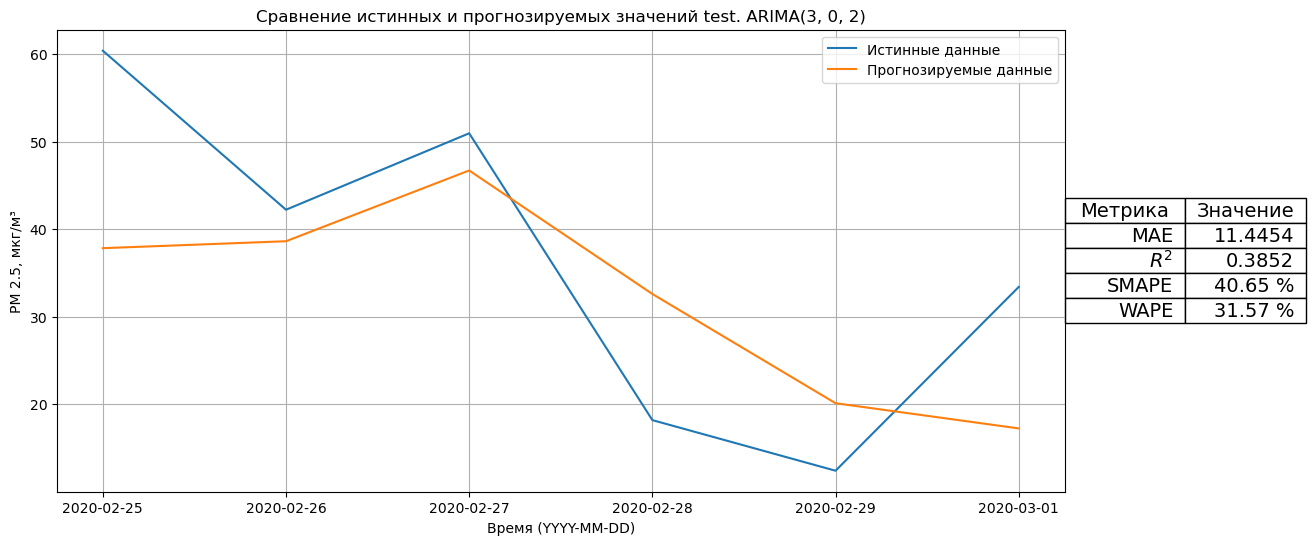 Сравнение истинных и прогнозируемых значений test. ARIMA(3, 0, 2)
Истинные данные
Прогнозируемые данные
60
50
40
30
20
PM 2.5, мкг/м³
2020-02-25 2020-02-26 2020-02-27 2020-02-28 2020-02-29 2020-03-01
Время (YYYY-MM-DD)
Метрика Значение
MAE 11.4454
R² 0.3852
SMAPE 40.65 %
WAPE 31.57 %